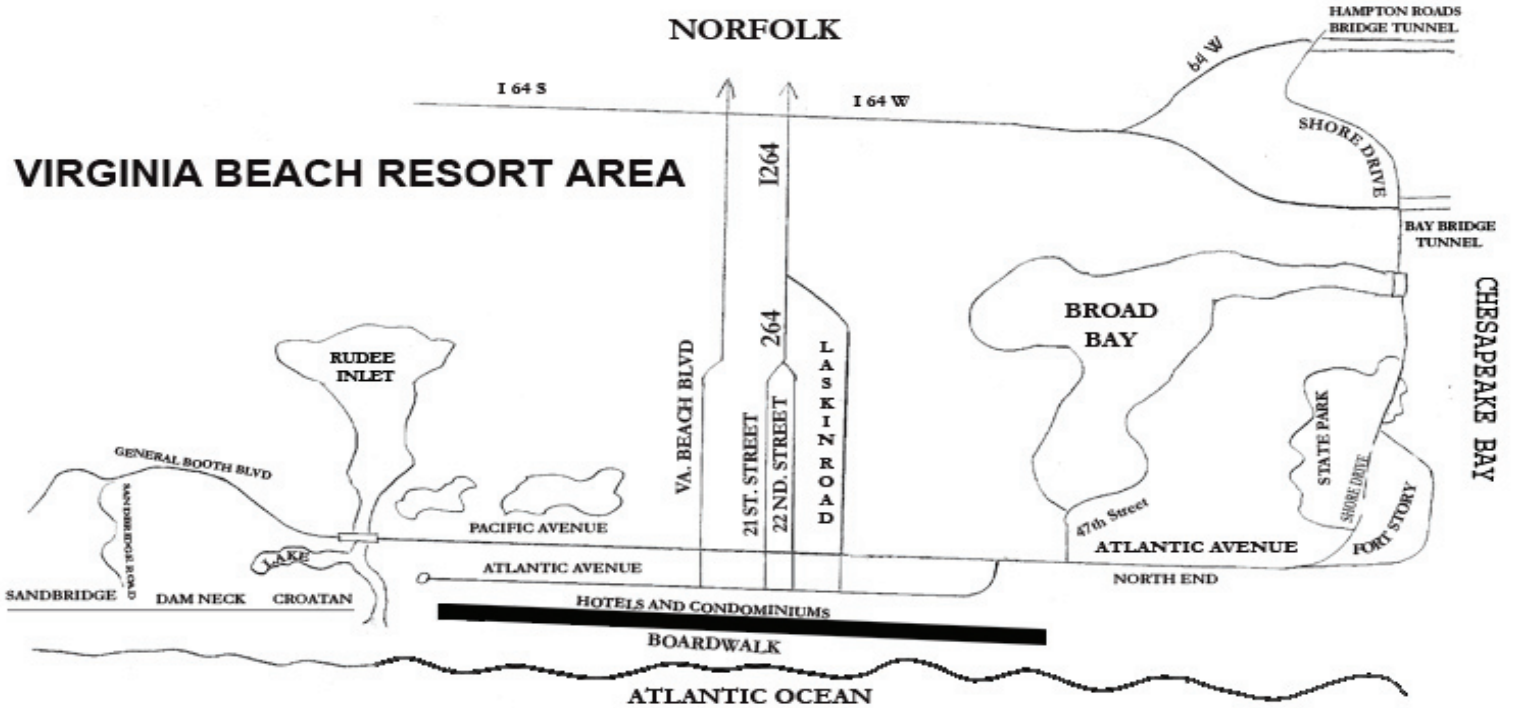 HAMPTON ROADS
BRIDGE TUNNEL
NORFOLK
64 W
I 64 S
I 64 W
SHORE DRIVE
VIRGINIA BEACH RESORT AREA
I264
BAY BRIDGE
TUNNEL
CHESAPEAKE BAY
BROAD
BAY
264
LASKIN ROAD
RUDEE
INLET
VA. BEACH BLVD
21 ST. STREET
22 ND. STREET
STATE PARK
SHORE DRIVE
FORT STORY
GENERAL BOOTH BLVD
SANDBRIDGE ROAD
47th Street
PACIFIC AVENUE
ATLANTIC AVENUE
LAKE
ATLANTIC AVENUE
NORTH END
SANDBRIDGE
DAM NECK
CROATAN
HOTELS AND CONDOMINIUMS
BOARDWALK
ATLANTIC OCEAN